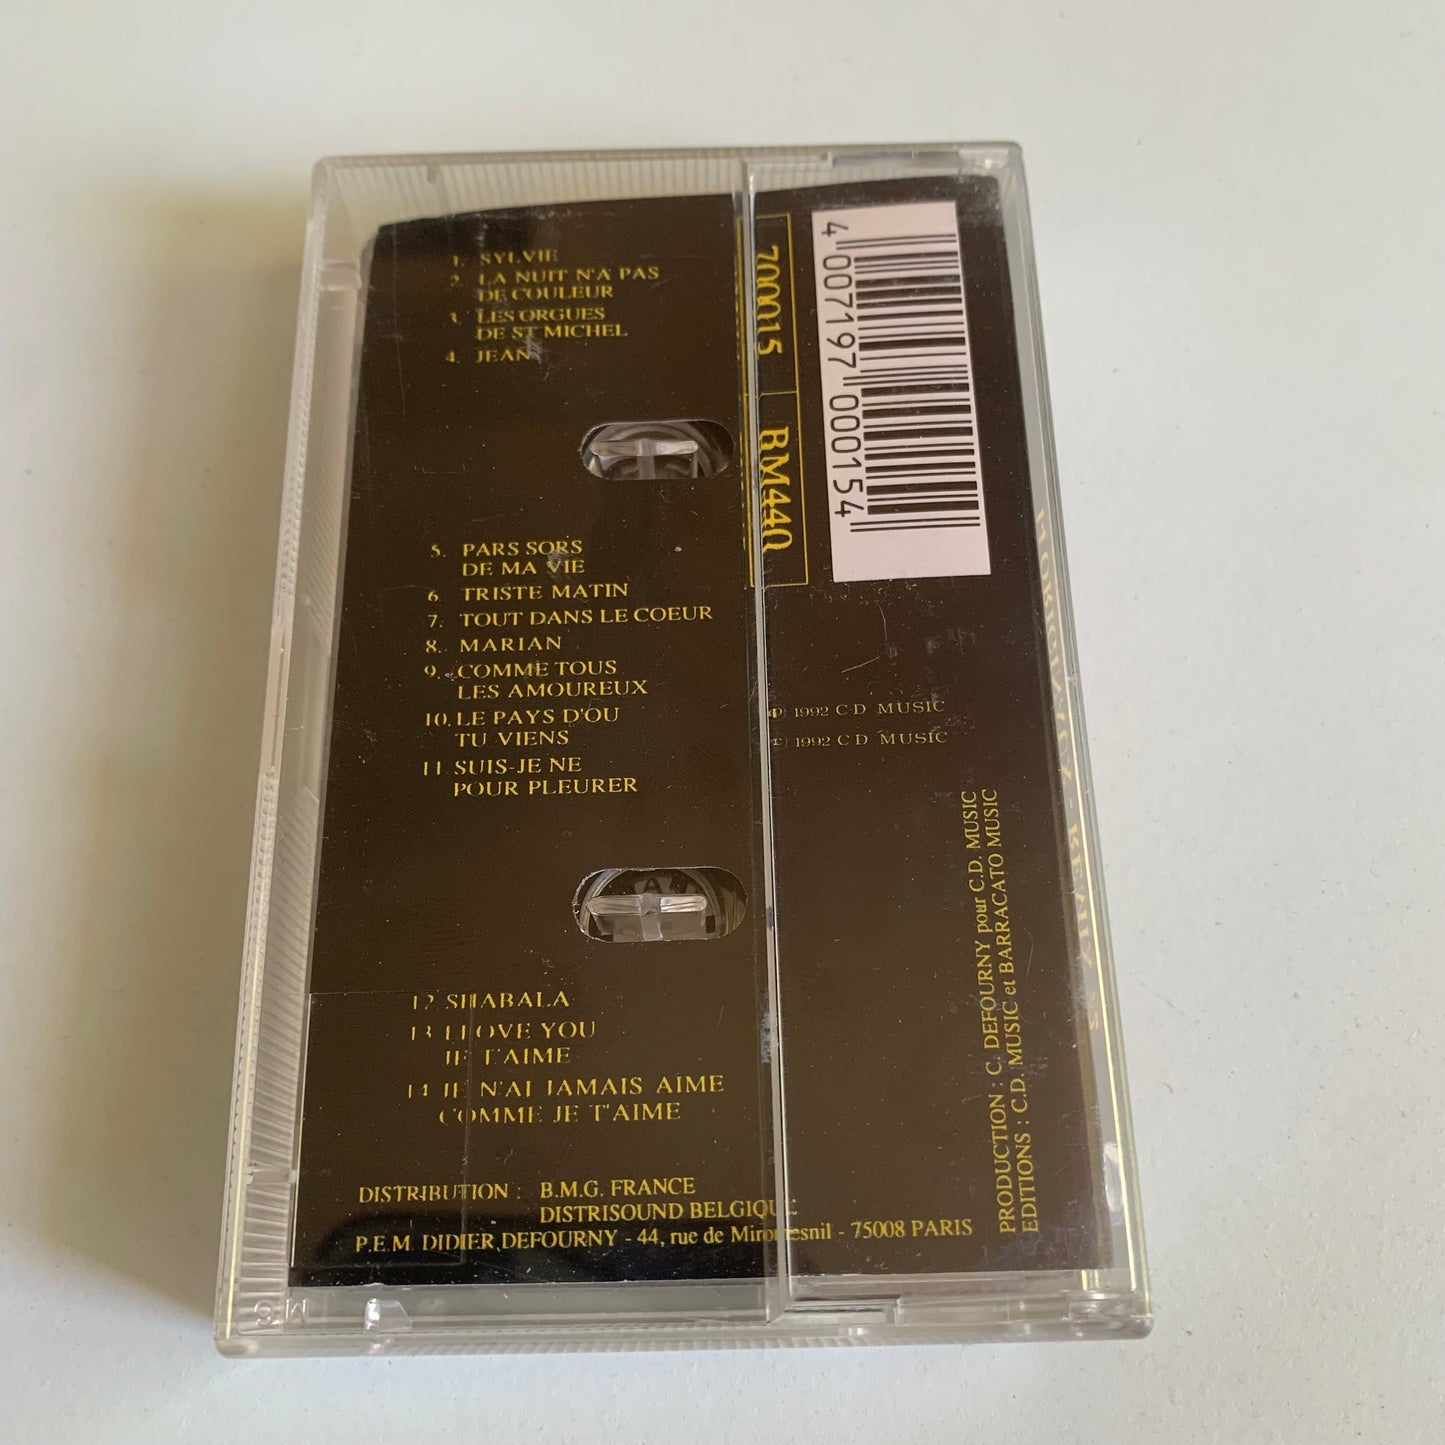 1. SYLVIE
2. LA NUIT N'A PAS
DE COULEUR
3. LES ORGUES
DE ST MICHEL
4. JEAN
5. PARS SORS
DE MA VIE
6. TRISTE MATIN
7. TOUT DANS LE COEUR
8. MARIAN
9. COMME TOUS
LES AMOUREUX
10. LE PAYS D'OU
TU VIENS
11 SUIS-JE NE
POUR PLEURER
12 SHABALA
13 I LOVE YOU
JE T'AIME
14 JE N'AI JAMAIS AIME
COMME JE T'AIME
DISTRIBUTION : B.M.G. FRANCE
DISTRISOUND BELGIQUE
P.E.M. DIDIER DEFOURNY - 44, rue de Miromesnil - 75008 PARIS
700015
BM440
4 007197 000154
℗ 1992 CD MUSIC
© 1992 CD MUSIC
PRODUCTION : C. DEFOURNY pour C.D. MUSIC
EDITIONS : C.D. MUSIC et BARRACATO MUSIC